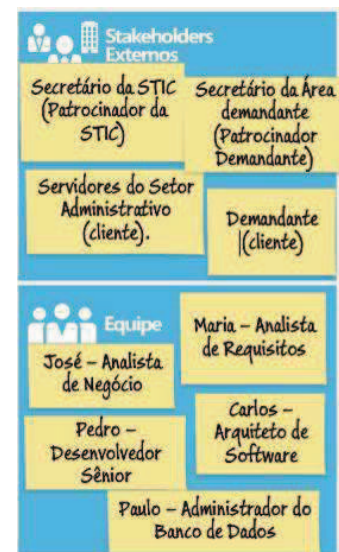 Stakeholders
Externos
Secretário da STIC
(Patrocinador da
STIC)
Secretário da Área
demandante
(Patrocinador
Demandante)
Servidores do Setor
Administrativo
(cliente).
Demandante
|(cliente)
Equipe
Maria – Analista
de Requisitos
José – Analista
de Negócio
Carlos –
Arquiteto de
Software
Pedro –
Desenvolvedor
Sênior
Paulo – Administrador do
Banco de Dados